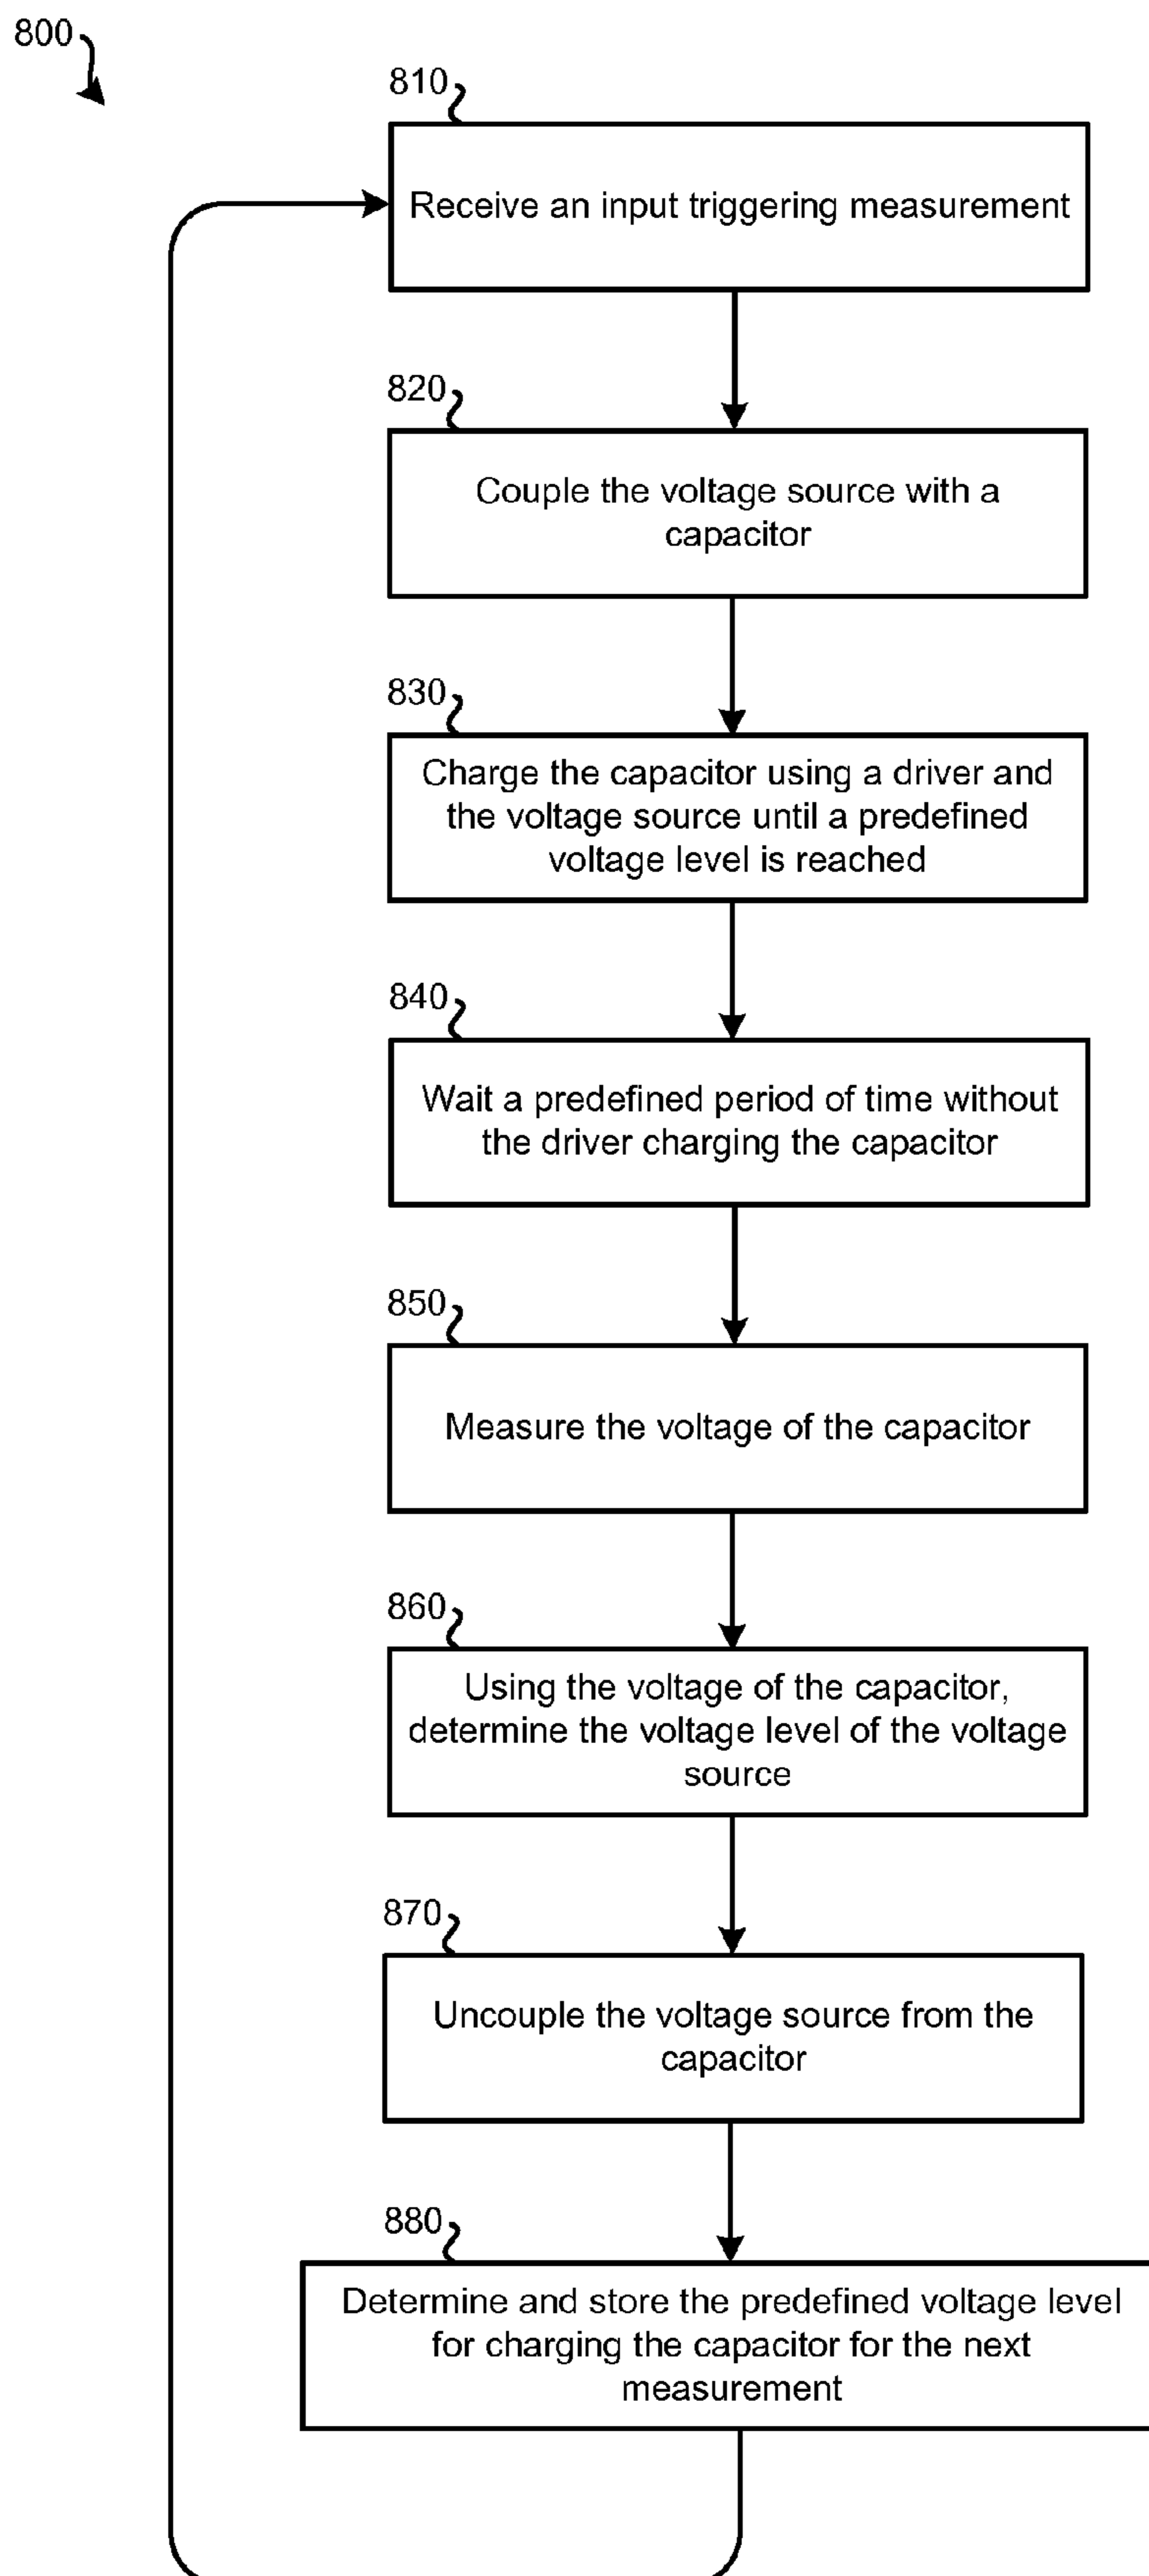 800
810
Receive an input triggering measurement
820
Couple the voltage source with a
capacitor
830
Charge the capacitor using a driver and
the voltage source until a predefined
voltage level is reached
840
Wait a predefined period of time without
the driver charging the capacitor
850
Measure the voltage of the capacitor
860
Using the voltage of the capacitor,
determine the voltage level of the voltage
source
870
Uncouple the voltage source from the
capacitor
880
Determine and store the predefined voltage level
for charging the capacitor for the next
measurement